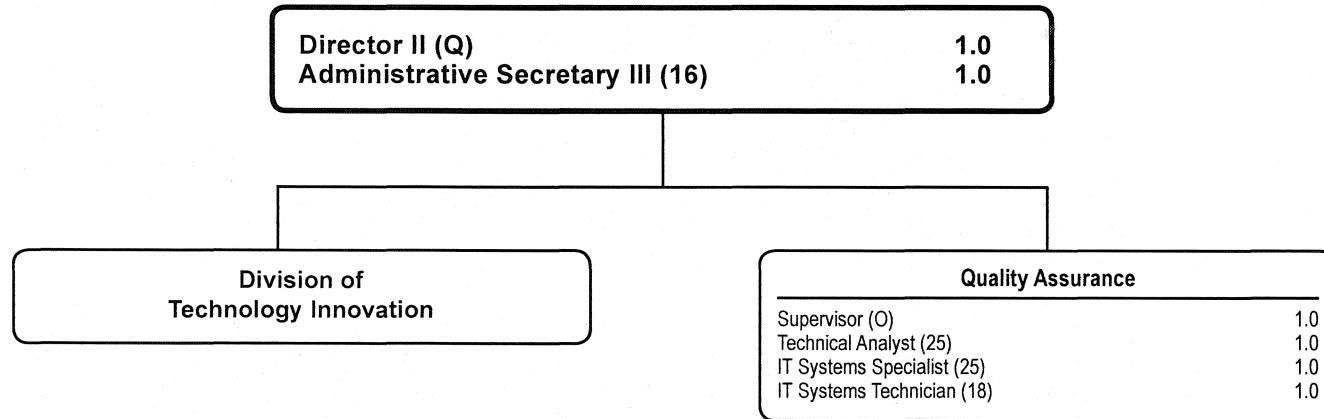 Director II (Q) 1.0
Administrative Secretary III (16) 1.0
Division of
Technology Innovation
Quality Assurance
Supervisor (O) 1.0
Technical Analyst (25) 1.0
IT Systems Specialist (25) 1.0
IT Systems Technician (18) 1.0